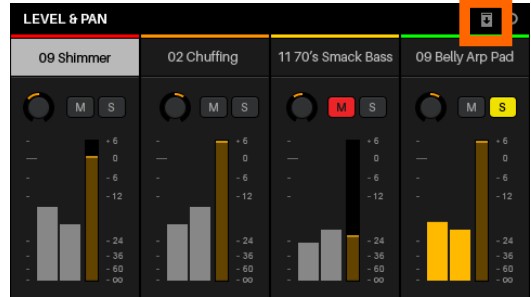 LEVEL & PAN
09 Shimmer 02 Chuffing 11 70's Smack Bass 09 Belly Arp Pad
M S M S M S M S
- + 6 - + 6 - + 6 - + 6
— 0 — 0 — 0 — 0
- - 6 - - 6 - - 6 - - 6
- - 12 - - 12 - - 12 - - 12
- - 24 - - 24 - - 24 - - 24
- - 36 - - 36 - - 36 - - 36
- - 60 - - 60 - - 60 - - 60
- - ∞ - - ∞ - - ∞ - - ∞